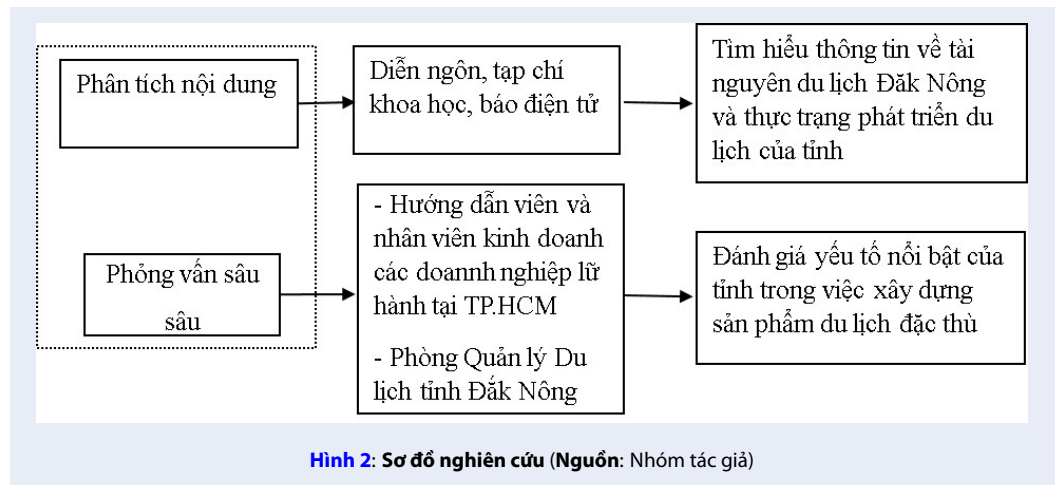 Phân tích nội dung
Diễn ngôn, tạp chí
khoa học, báo điện tử
Tìm hiểu thông tin về tài
nguyên du lịch Đăk Nông
và thực trạng phát triển du
lịch của tỉnh
Phỏng vấn sâu
sâu
- Hướng dẫn viên và
nhân viên kinh doanh
các doannh nghiệp lữ
hành tại TP.HCM
- Phòng Quản lý Du
lịch tỉnh Đắk Nông
Đánh giá yếu tố nổi bật của
tỉnh trong việc xây dựng
sản phẩm du lịch đặc thù
Hình 2: Sơ đồ nghiên cứu (Nguồn: Nhóm tác giả)